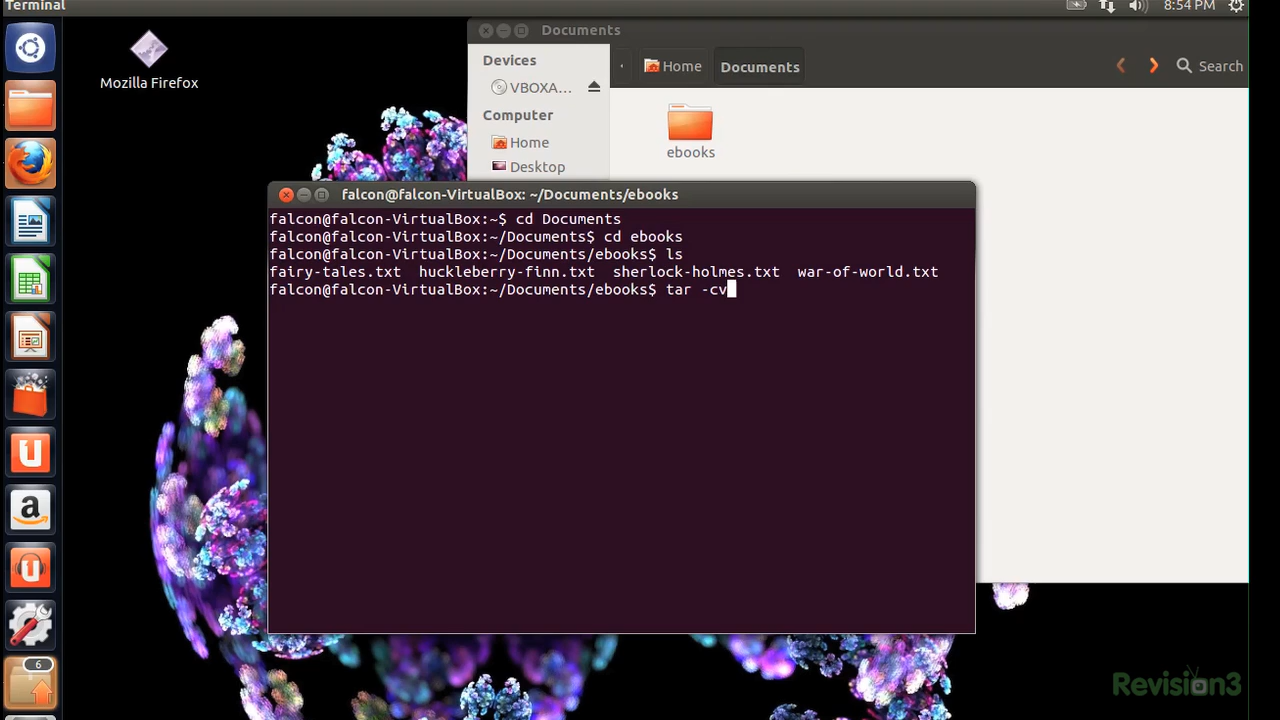 Terminal
8:54 PM
Mozilla Firefox
Documents
Devices
VBOXA...
Computer
Home
Desktop
Home
Documents
Search
ebooks
falcon@falcon-VirtualBox: ~/Documents/ebooks
falcon@falcon-VirtualBox:~$ cd Documents
falcon@falcon-VirtualBox:~/Documents$ cd ebooks
falcon@falcon-VirtualBox:~/Documents/ebooks$ ls
fairy-tales.txt  huckleberry-finn.txt  sherlock-holmes.txt  war-of-world.txt
falcon@falcon-VirtualBox:~/Documents/ebooks$ tar -cv
6
Revision3